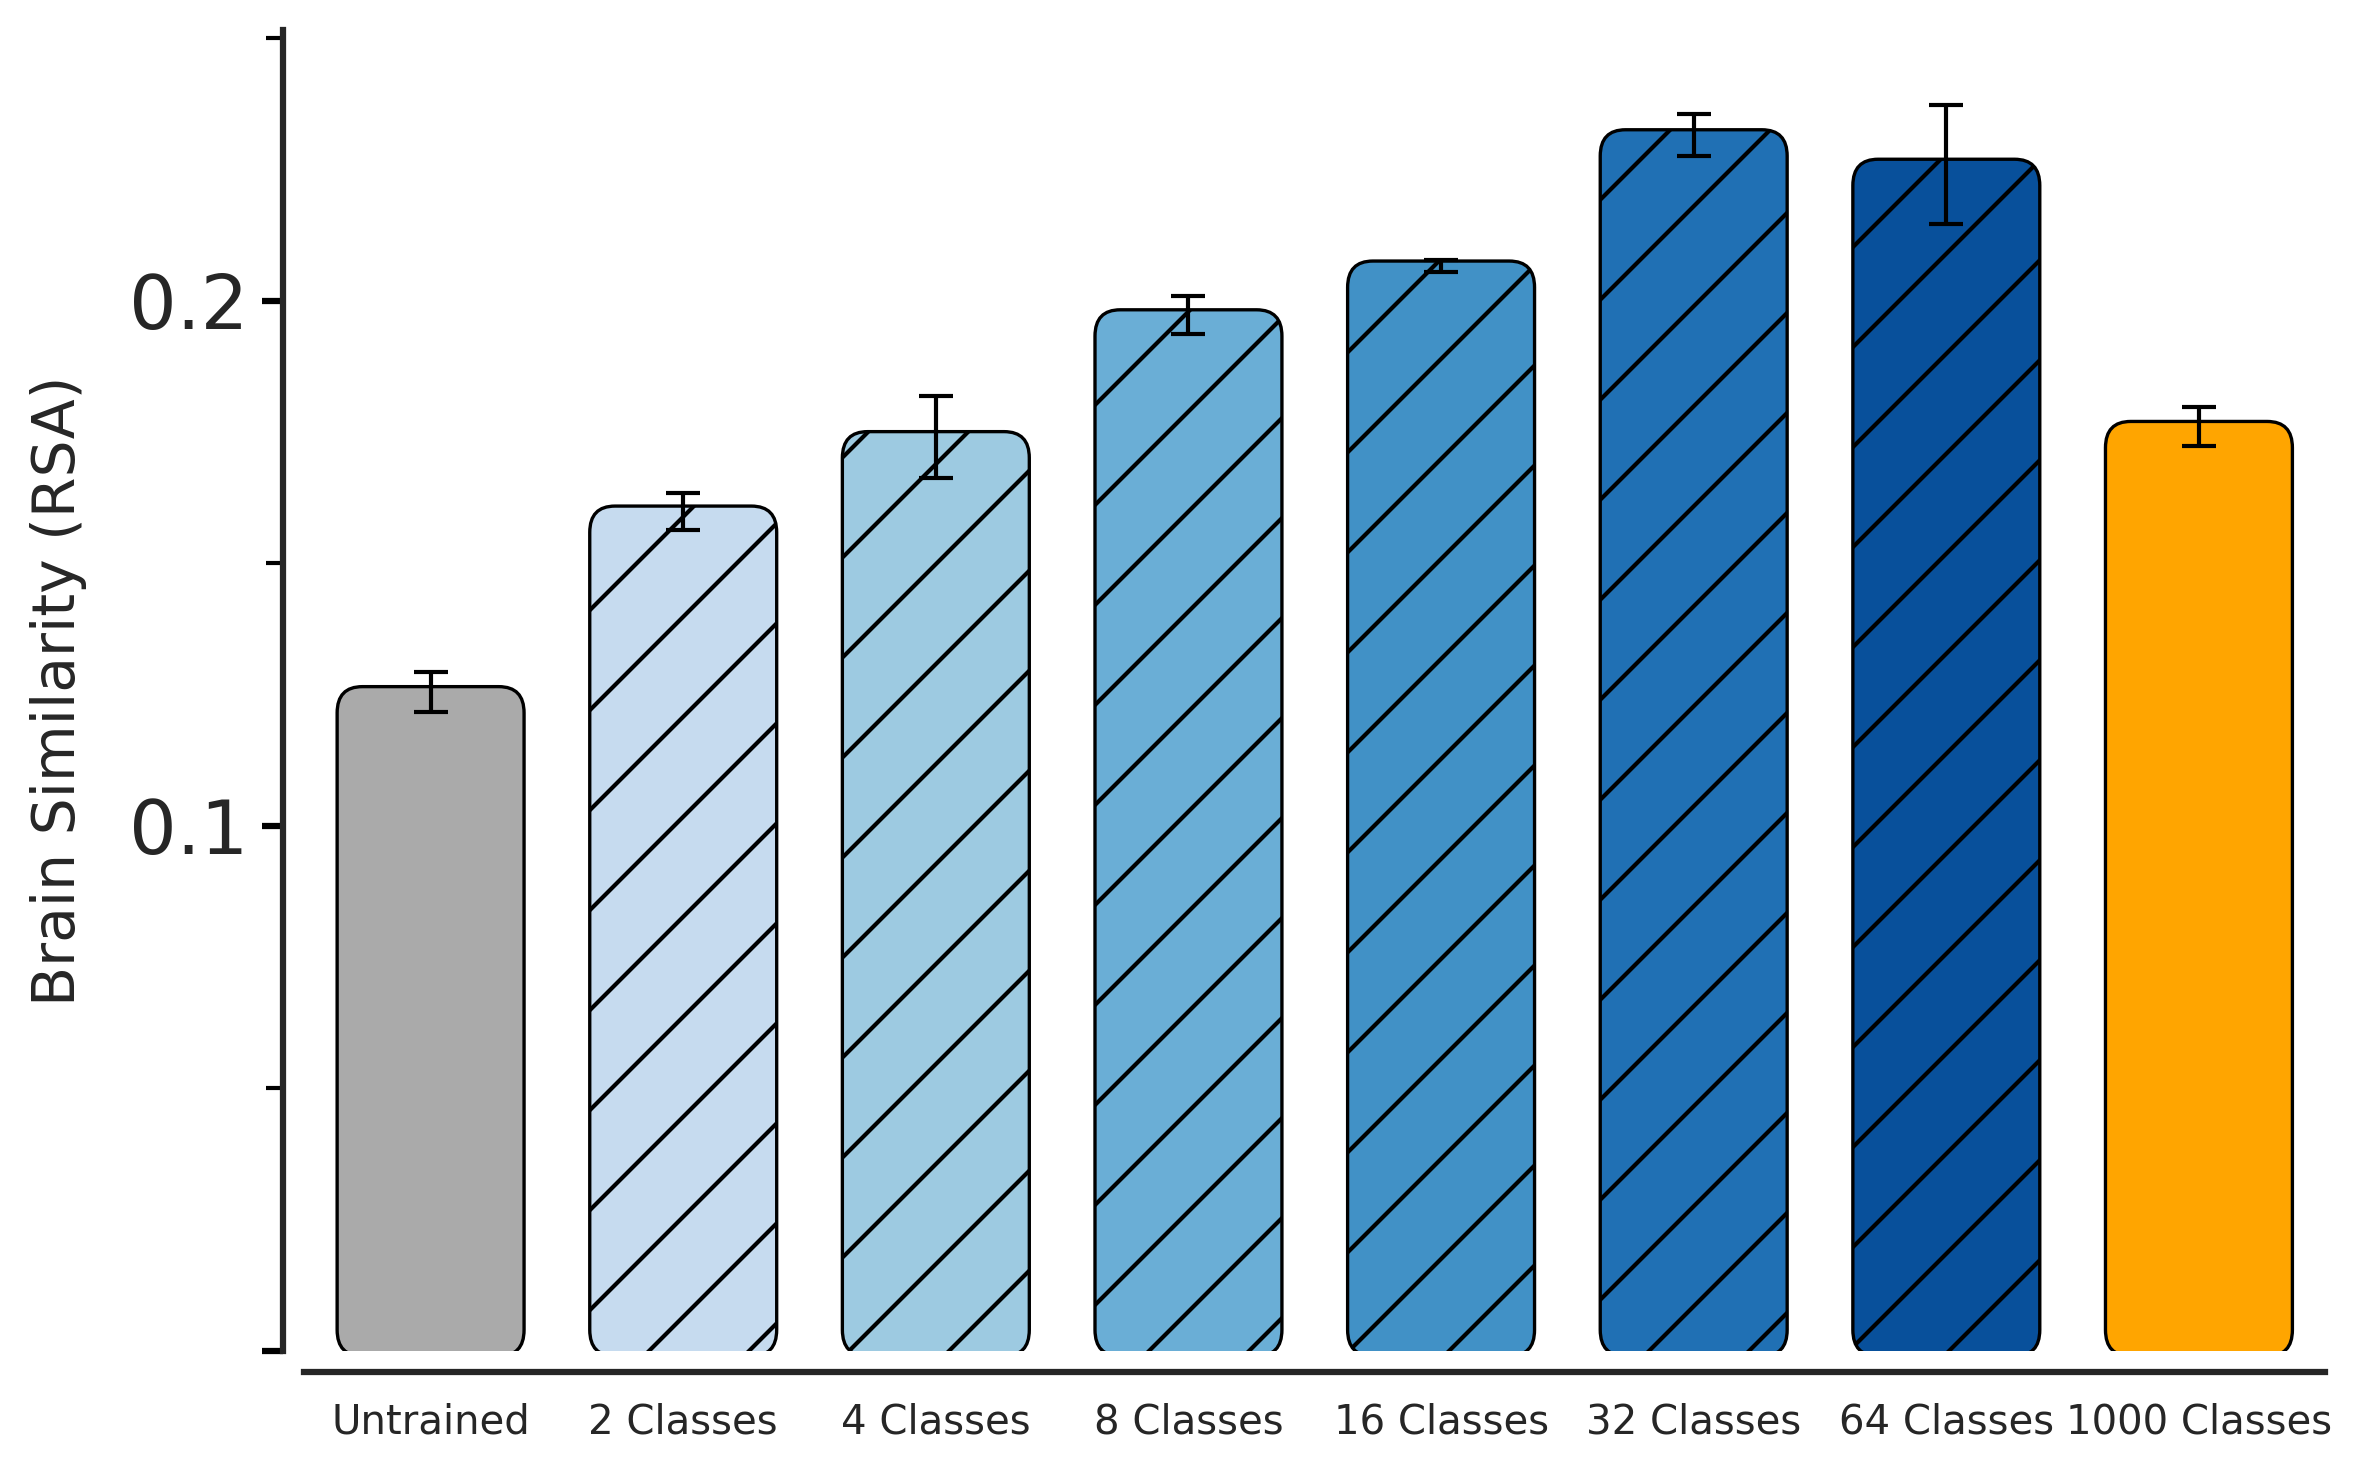 Brain Similarity (RSA)
0.2
0.1
Untrained
2 Classes
4 Classes
8 Classes
16 Classes
32 Classes
64 Classes
1000 Classes